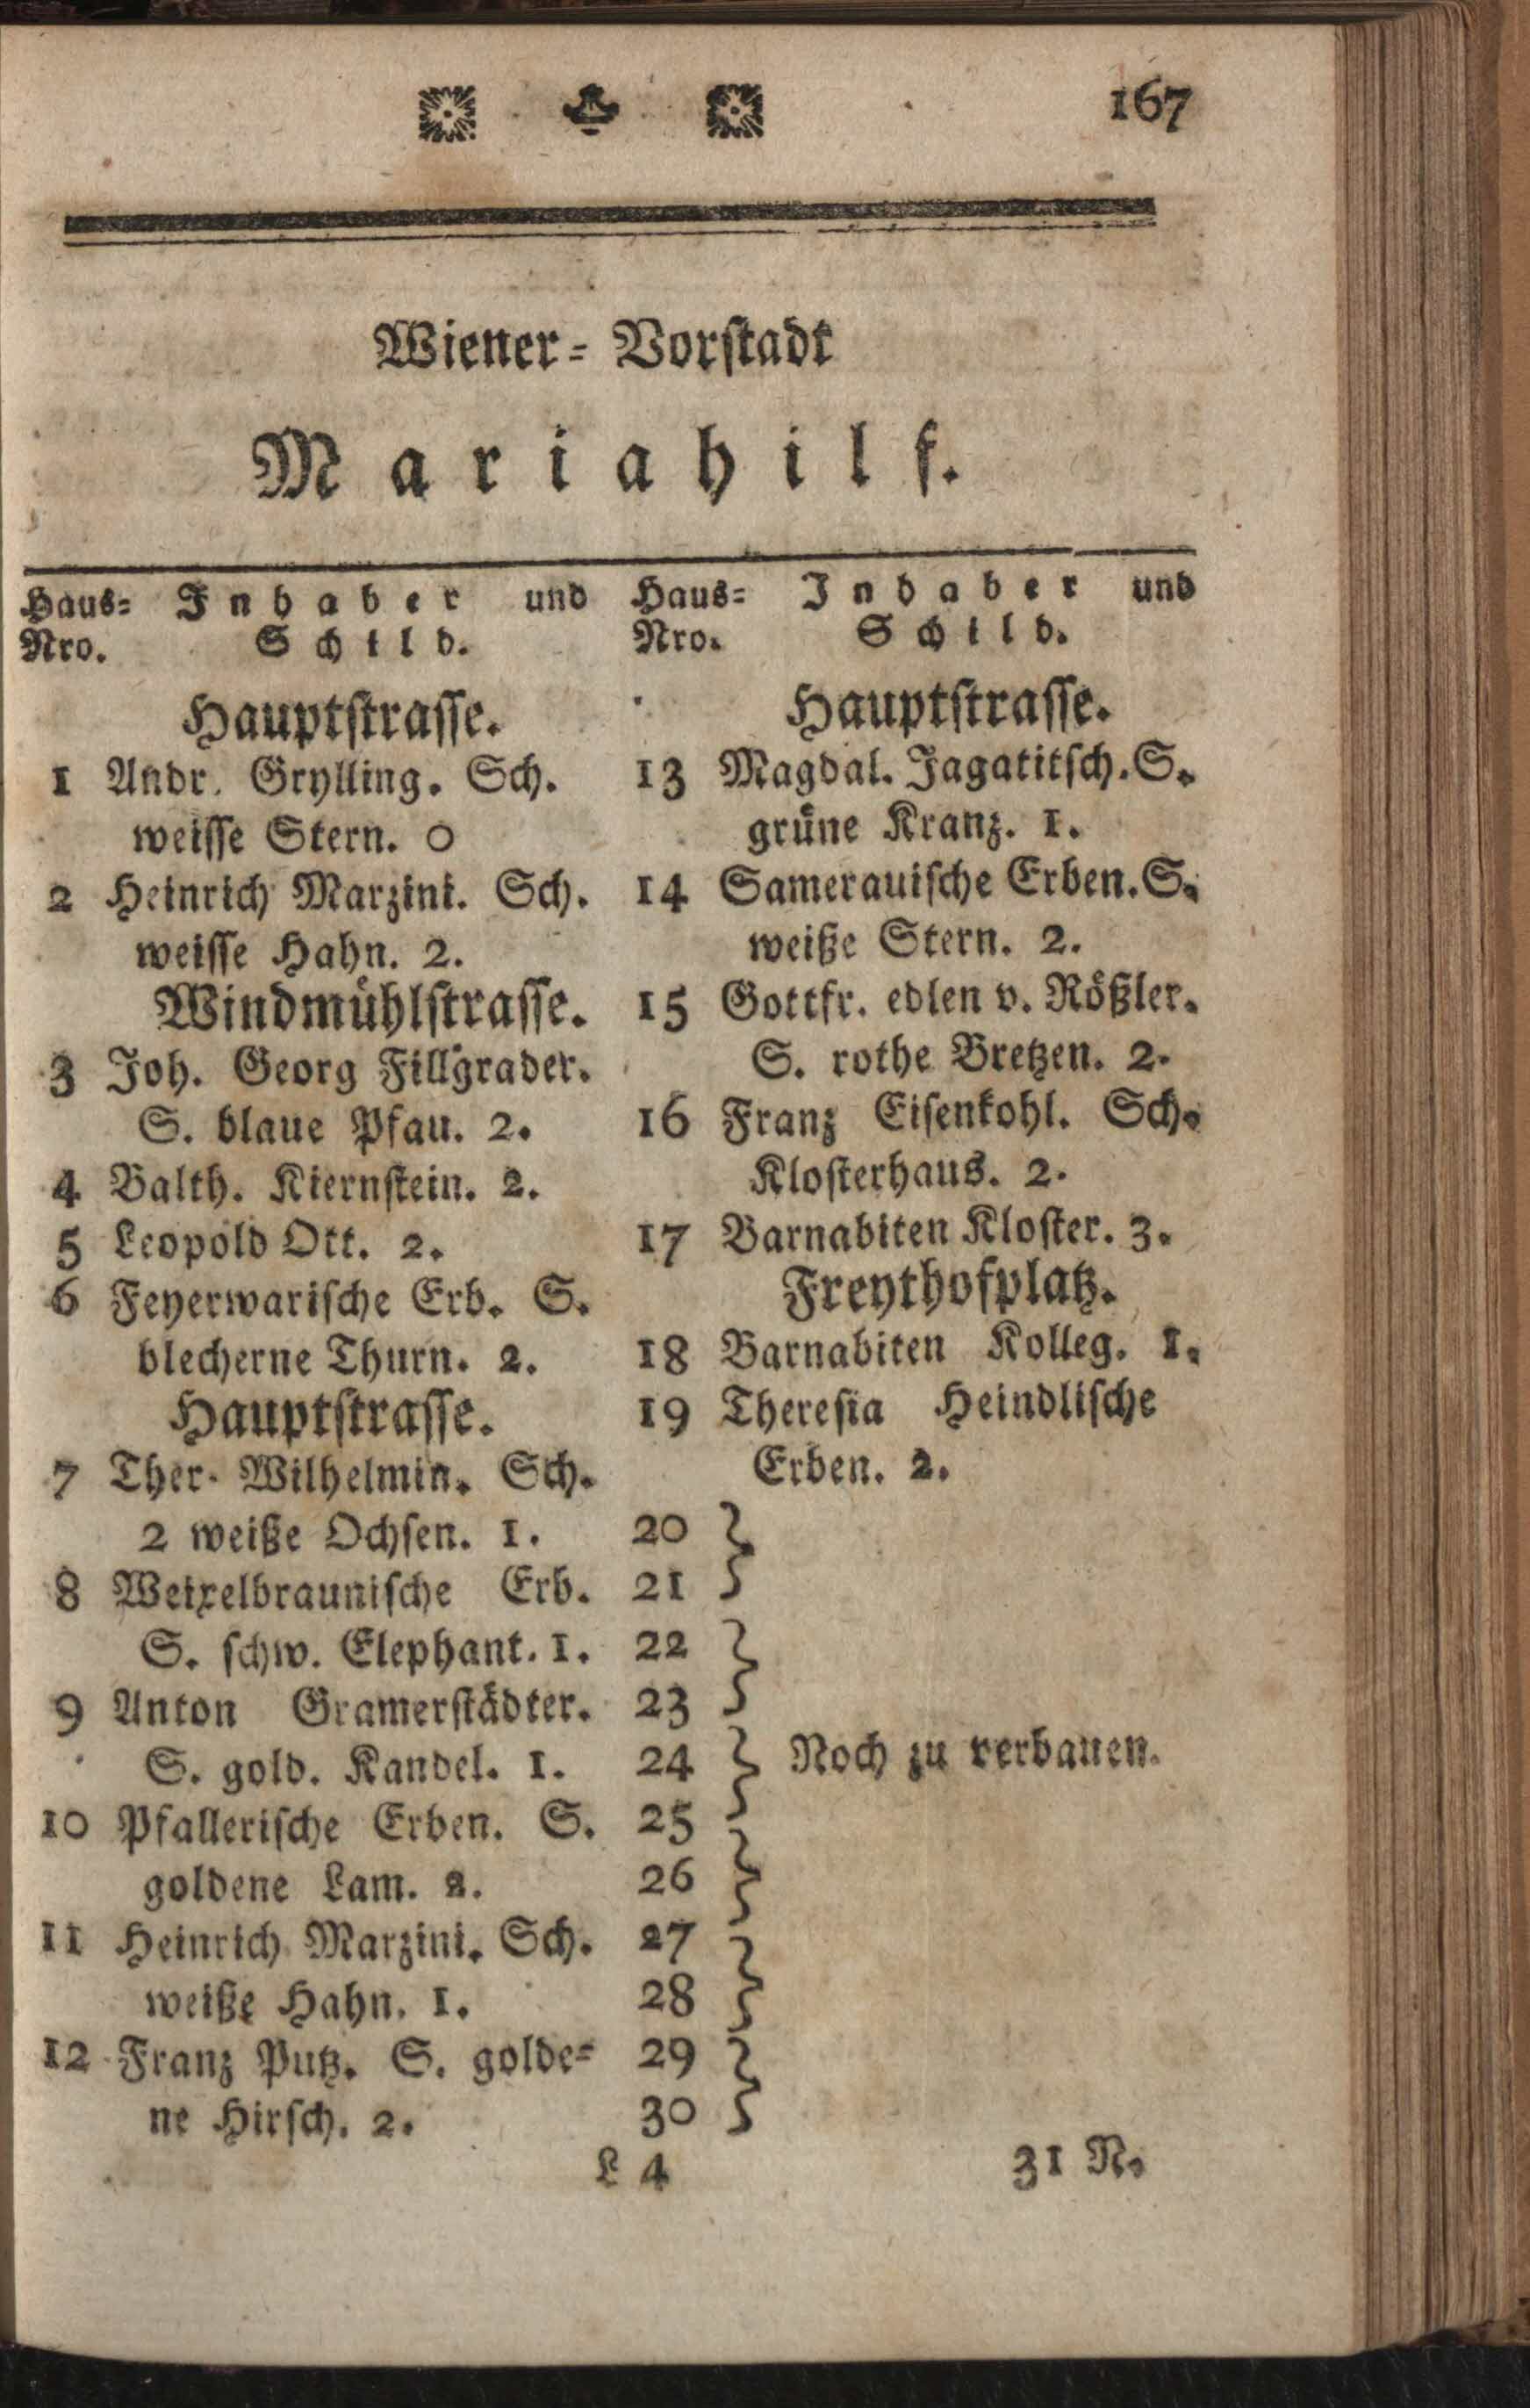 167
Wiener- Vorstadt
Mariahilf.
Haus- Inhaber und
Nro. Schild.
Hauptstrasse.
1 Andr. Grylling. Sch.
weisse Stern. 0
2 Heinrich Marzini. Sch.
weisse Hahn. 2.
Windmühlstrasse.
3 Joh. Georg Fillgrader.
S. blaue Pfau. 2.
4 Balth. Kiernstein. 2.
5 Leopold Ott. 2.
6 Feyerwarische Erb. S.
blecherne Thurn. 2.
Hauptstrasse.
7 Ther. Wilhelmin. Sch.
2 weiße Ochsen. 1.
8 Weixelbraunische Erb.
S. schw. Elephant. 1.
9 Anton Gramerstädter.
S. gold. Kandel. 1.
10 Pfallerische Erben. S.
goldene Lam. 2.
11 Heinrich Marzini. Sch.
weiße Hahn. 1.
12 Franz Putz. S. golde-
ne Hirsch. 2.
Haus- Inhaber und
Nro. Schild.
Hauptstrasse.
13 Magdal. Jagatitsch. S.
grüne Kranz. 1.
14 Samerauische Erben. S.
weiße Stern. 2.
15 Gottfr. edlen v. Rößler.
S. rothe Bretzen. 2.
16 Franz Eisenkohl. Sch.
Klosterhaus. 2.
17 Barnabiten Kloster. 3.
Freythofplatz.
18 Barnabiten Kolleg. 1.
19 Theresia Heindlische
Erben. 2.
20
21
22
23
24 Noch zu verbauen.
25
26
27
28
29
30
L 4 31 N.